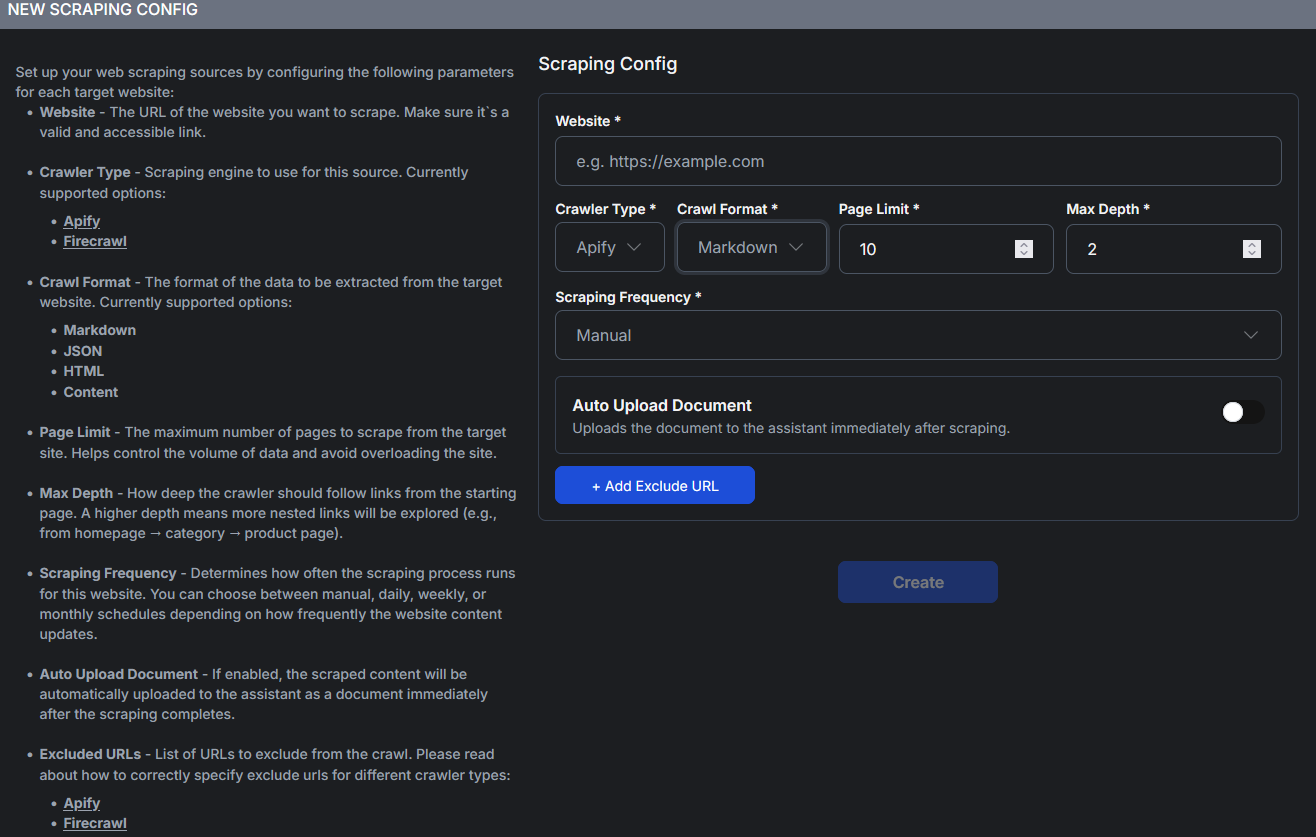 NEW SCRAPING CONFIG
Set up your web scraping sources by configuring the following parameters
for each target website:
• Website - The URL of the website you want to scrape. Make sure it`s a
valid and accessible link.
• Crawler Type - Scraping engine to use for this source. Currently
supported options:
• Apify
• Firecrawl
• Crawl Format - The format of the data to be extracted from the target
website. Currently supported options:
• Markdown
• JSON
• HTML
• Content
• Page Limit - The maximum number of pages to scrape from the target
site. Helps control the volume of data and avoid overloading the site.
• Max Depth - How deep the crawler should follow links from the starting
page. A higher depth means more nested links will be explored (e.g.,
from homepage → category → product page).
• Scraping Frequency - Determines how often the scraping process runs
for this website. You can choose between manual, daily, weekly, or
monthly schedules depending on how frequently the website content
updates.
• Auto Upload Document - If enabled, the scraped content will be
automatically uploaded to the assistant as a document immediately
after the scraping completes.
• Excluded URLs - List of URLs to exclude from the crawl. Please read
about how to correctly specify exclude urls for different crawler types:
• Apify
• Firecrawl
Scraping Config
Website *
e.g. https://example.com
Crawler Type * Crawl Format * Page Limit * Max Depth *
Apify Markdown 10 2
Scraping Frequency *
Manual
Auto Upload Document
Uploads the document to the assistant immediately after scraping.
+ Add Exclude URL
Create